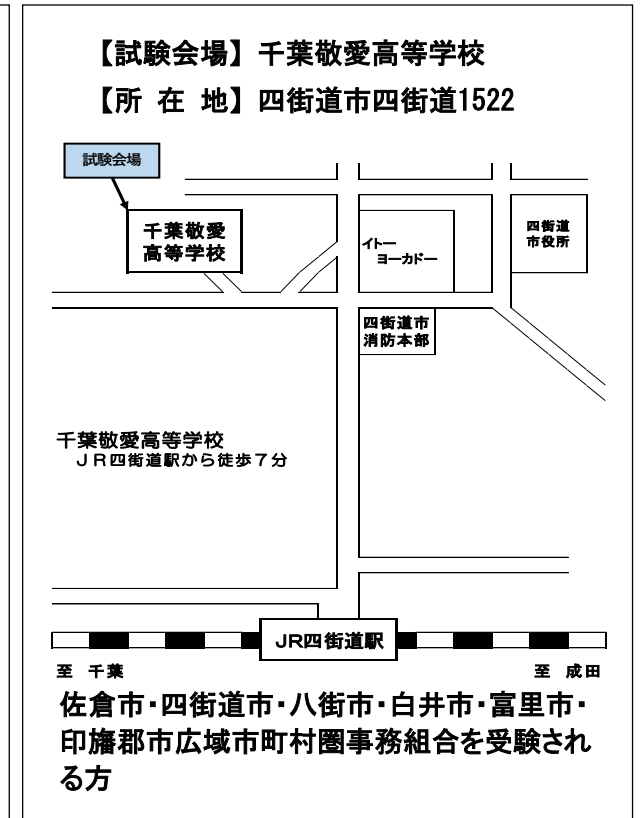 【試験会場】千葉敬愛高等学校
【所 在 地】四街道市四街道1522
試験会場
千葉敬愛
高等学校
イトー
ヨーカドー
四街道
市役所
四街道市
消防本部
千葉敬愛高等学校
ＪＲ四街道駅から徒歩７分
JR四街道駅
至 千葉
至 成田
佐倉市・四街道市・八街市・白井市・富里市・
印旛郡市広域市町村圏事務組合を受験され
る方